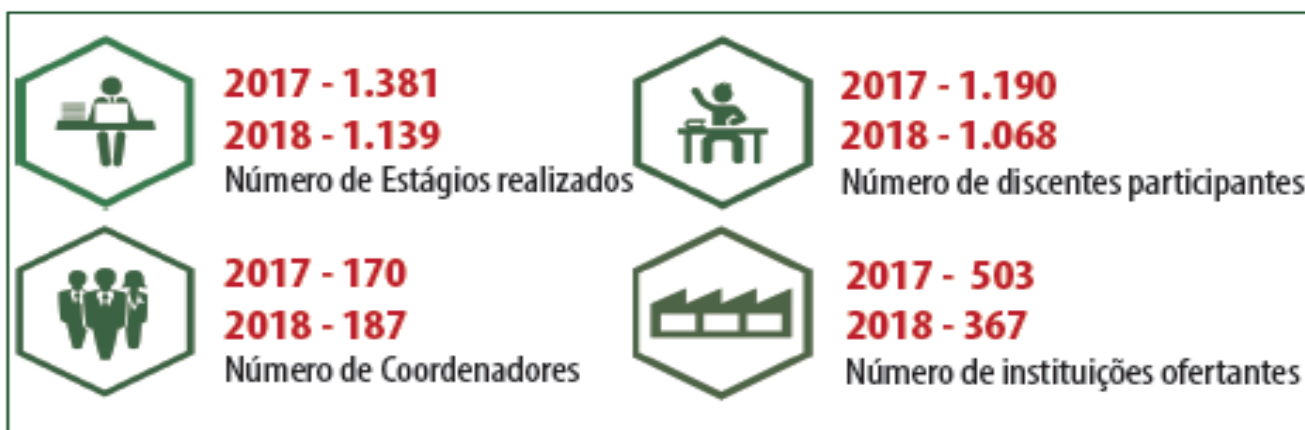 2017 - 1.381
2018 - 1.139
Número de Estágios realizados
2017 - 1.190
2018 - 1.068
Número de discentes participantes
2017 - 170
2018 - 187
Número de Coordenadores
2017 - 503
2018 - 367
Número de instituições ofertantes